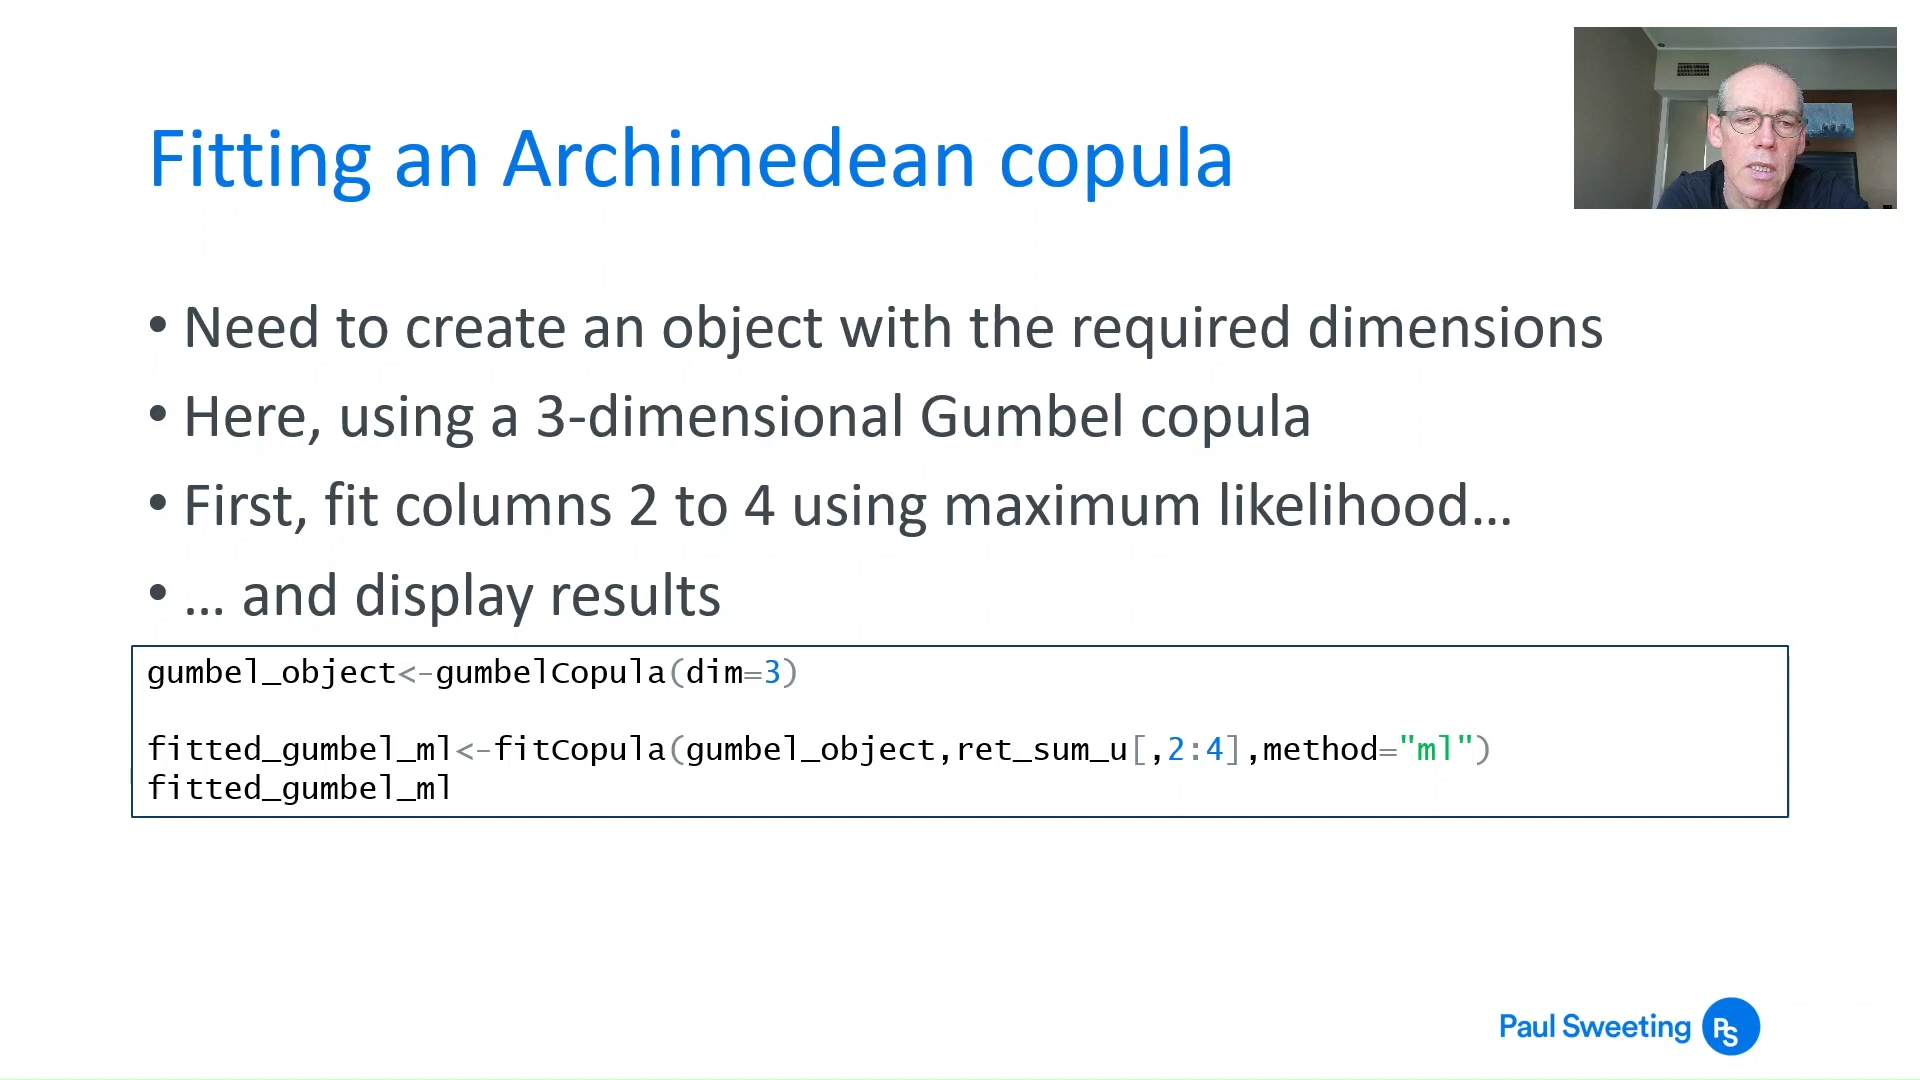 Fitting an Archimedean copula
• Need to create an object with the required dimensions
• Here, using a 3-dimensional Gumbel copula
• First, fit columns 2 to 4 using maximum likelihood…
• … and display results
gumbel_object<-gumbelCopula(dim=3)
fitted_gumbel_ml<-fitCopula(gumbel_object,ret_sum_u[,2:4],method="ml")
fitted_gumbel_ml
Paul Sweeting PS